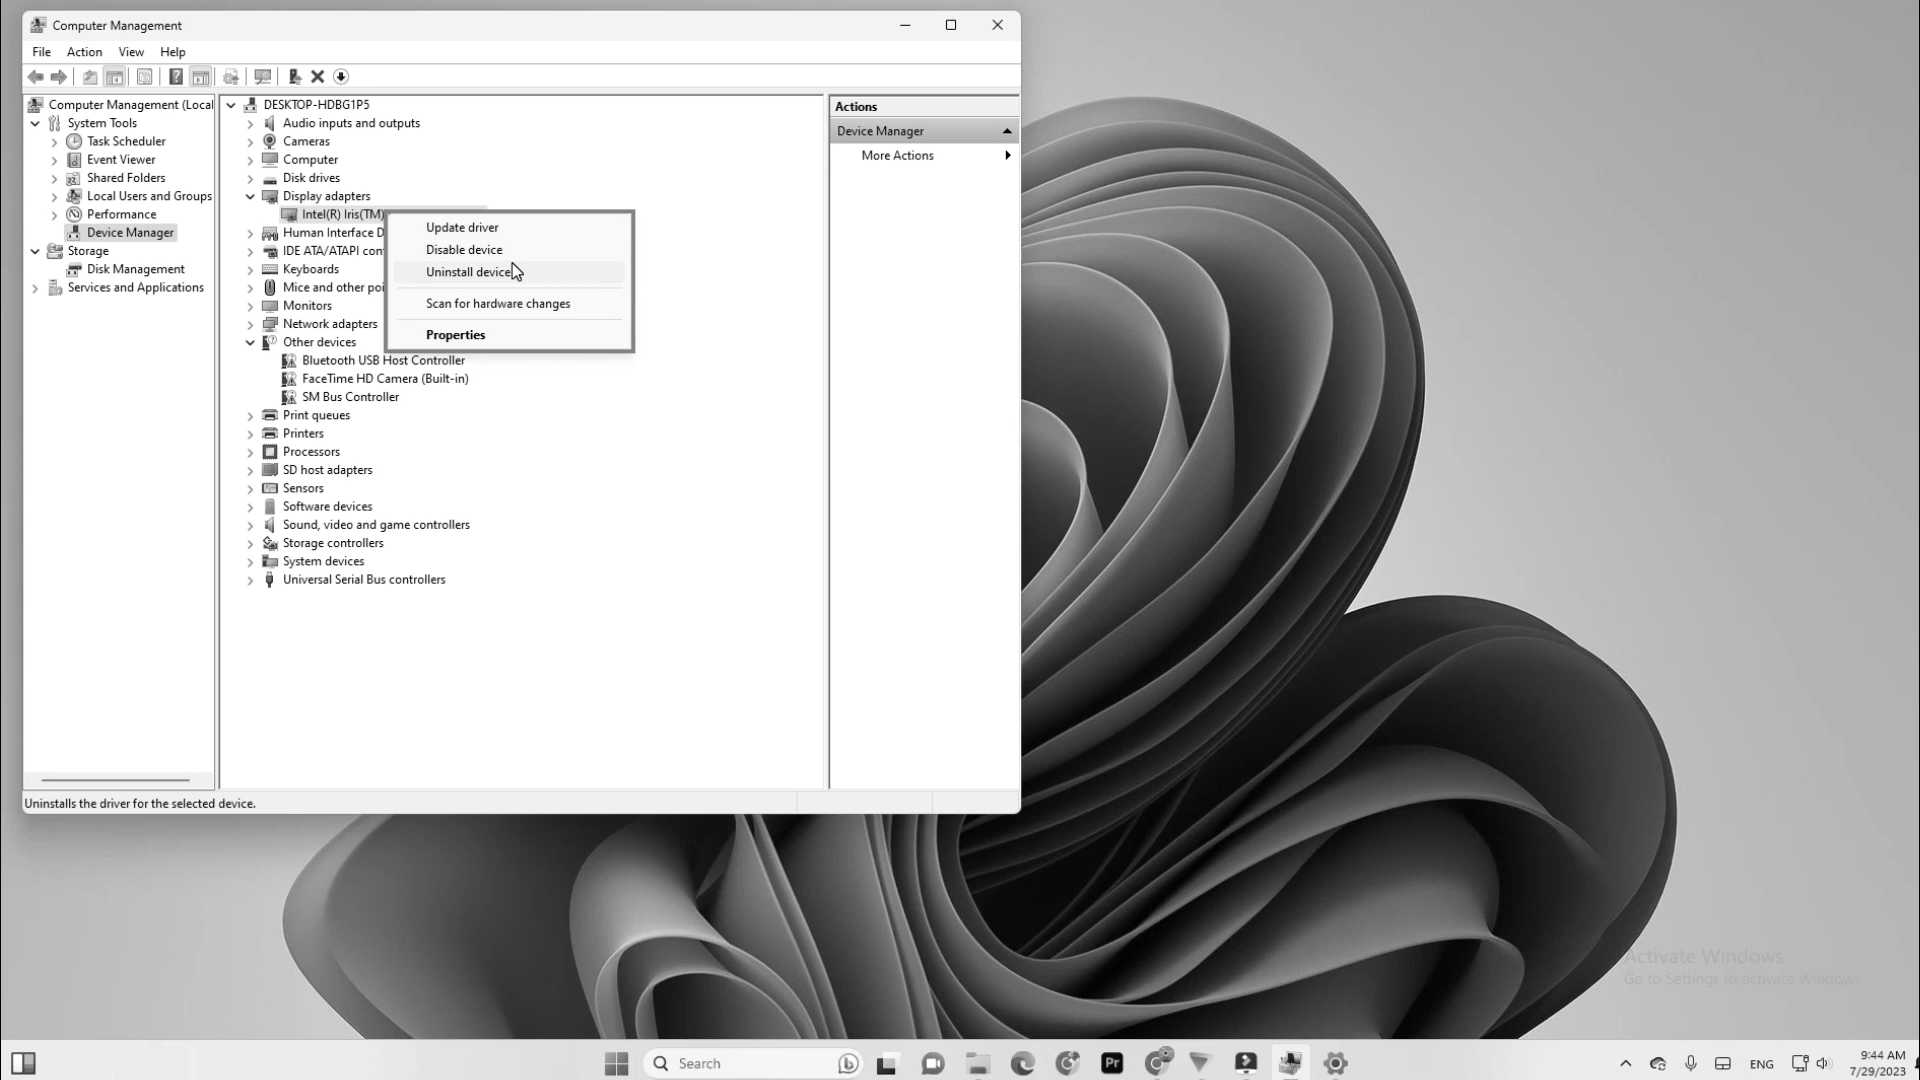 Computer Management
File Action View Help
Computer Management (Local
System Tools
Task Scheduler
Event Viewer
Shared Folders
Local Users and Groups
Performance
Device Manager
Storage
Disk Management
Services and Applications
DESKTOP-HDBG1P5
Audio inputs and outputs
Cameras
Computer
Disk drives
Display adapters
Intel(R) Iris(TM)
Human Interface D
IDE ATA/ATAPI con
Keyboards
Mice and other poi
Monitors
Network adapters
Other devices
Bluetooth USB Host Controller
FaceTime HD Camera (Built-in)
SM Bus Controller
Print queues
Printers
Processors
SD host adapters
Sensors
Software devices
Sound, video and game controllers
Storage controllers
System devices
Universal Serial Bus controllers
Update driver
Disable device
Uninstall device
Scan for hardware changes
Properties
Actions
Device Manager
More Actions
Uninstalls the driver for the selected device.
Activate Windows
Go to Settings to activate Windows.
Search
Pr
ENG
9:44 AM
7/29/2023